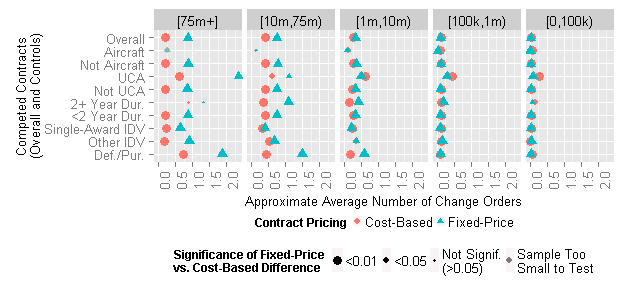 [75m+] [10m,75m) [1m,10m) [100k,1m) [0,100k)
Competed Contracts
(Overall and Controls)
Overall
Aircraft
Not Aircraft
UCA
Not UCA
2+ Year Dur.
<2 Year Dur.
Single-Award IDV
Other IDV
Def./Pur.
0.0 0.5 1.0 1.5 2.0 0.0 0.5 1.0 1.5 2.0 0.0 0.5 1.0 1.5 2.0 0.0 0.5 1.0 1.5 2.0 0.0 0.5 1.0 1.5 2.0
Approximate Average Number of Change Orders
Contract Pricing Cost-Based Fixed-Price
Significance of Fixed-Price
vs. Cost-Based Difference
<0.01 <0.05
Not Signif.
(>0.05)
Sample Too
Small to Test